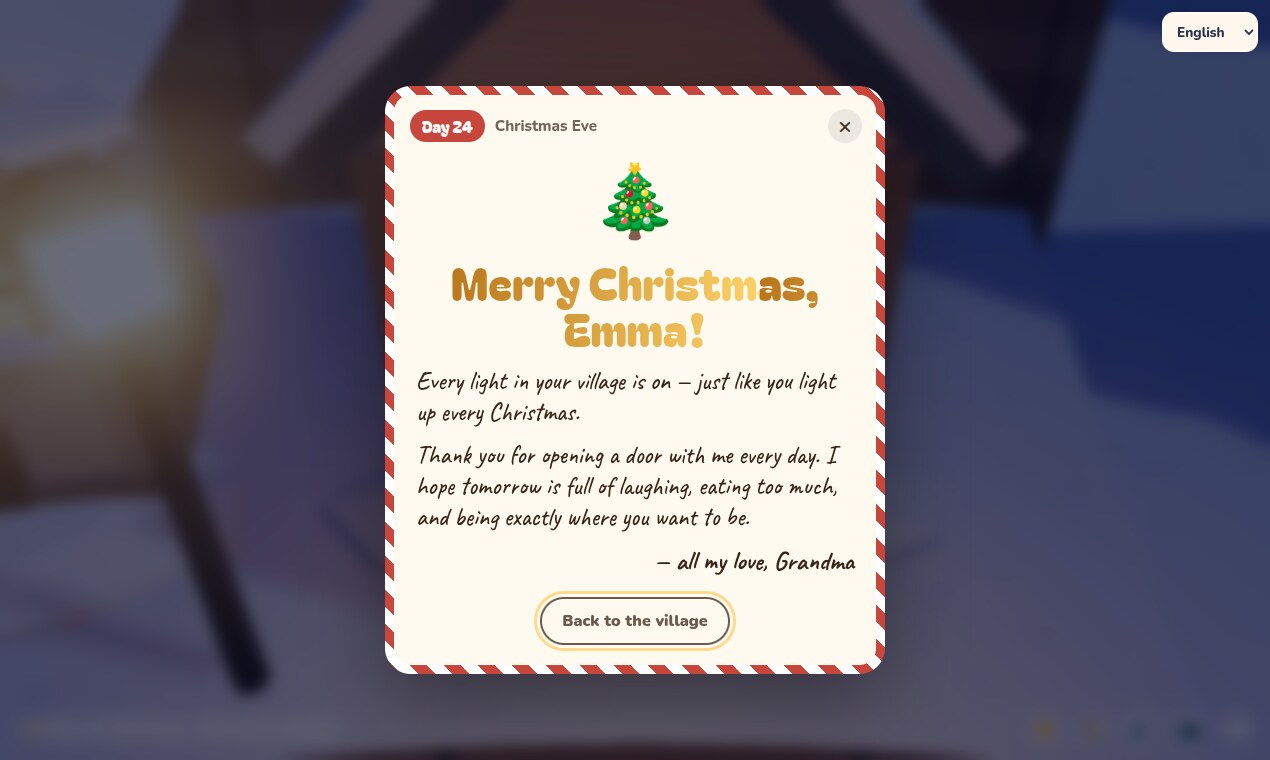 English
Day 24 Christmas Eve
Merry Christmas,
Emma!
Every light in your village is on – just like you light
up every Christmas.
Thank you for opening a door with me every day. I
hope tomorrow is full of laughing, eating too much,
and being exactly where you want to be.
– all my love, Grandma
Back to the village